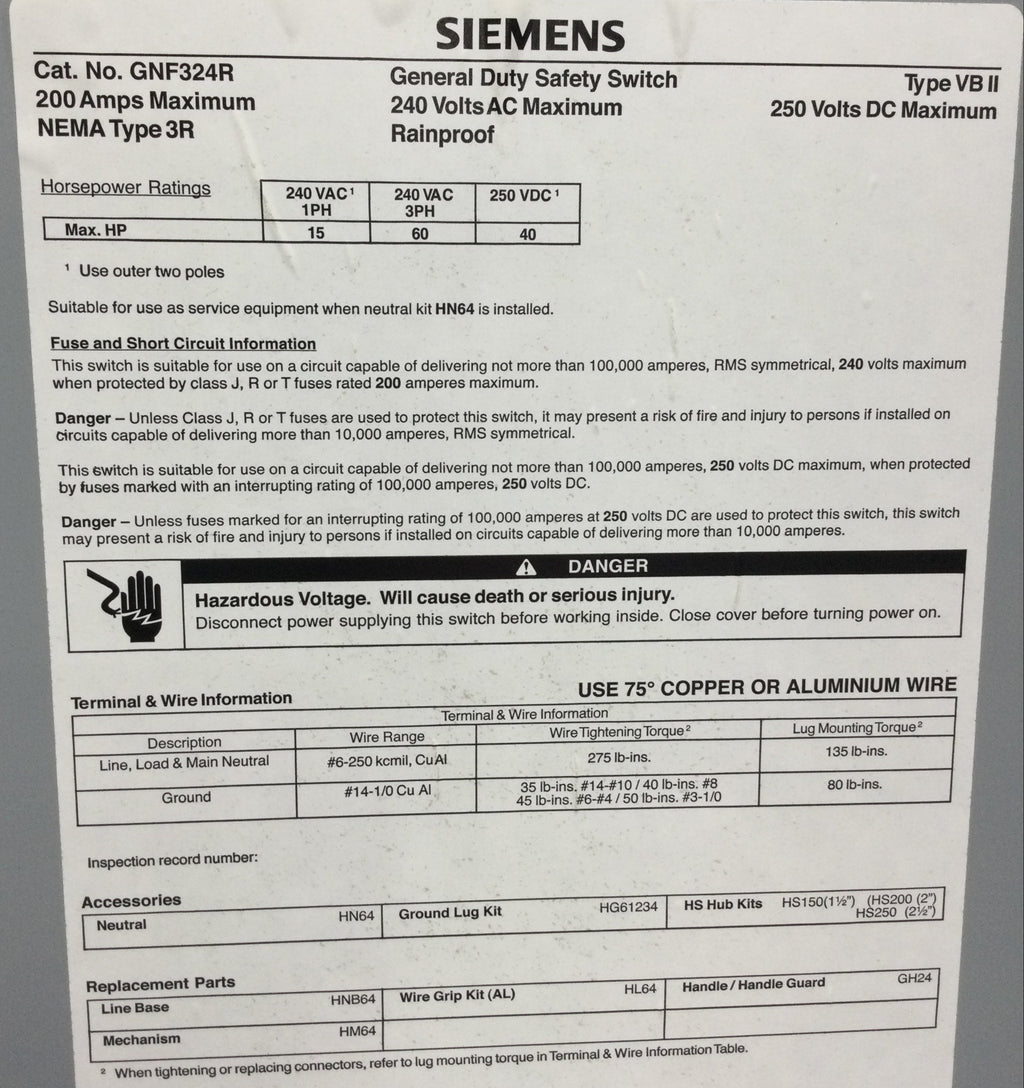 SIEMENS
Cat. No. GNF324R General Duty Safety Switch Type VB II
200 Amps Maximum 240 Volts AC Maximum 250 Volts DC Maximum
NEMA Type 3R Rainproof
Horsepower Ratings
240 VAC¹ 1PH 240 VAC 3PH 250 VDC¹
Max. HP 15 60 40
¹ Use outer two poles
Suitable for use as service equipment when neutral kit HN64 is installed.
Fuse and Short Circuit Information
This switch is suitable for use on a circuit capable of delivering not more than 100,000 amperes, RMS symmetrical, 240 volts maximum
when protected by class J, R or T fuses rated 200 amperes maximum.
Danger – Unless Class J, R or T fuses are used to protect this switch, it may present a risk of fire and injury to persons if installed on
circuits capable of delivering more than 10,000 amperes, RMS symmetrical.
This switch is suitable for use on a circuit capable of delivering not more than 100,000 amperes, 250 volts DC maximum, when protected
by fuses marked with an interrupting rating of 100,000 amperes, 250 volts DC.
Danger – Unless fuses marked for an interrupting rating of 100,000 amperes at 250 volts DC are used to protect this switch, this switch
may present a risk of fire and injury to persons if installed on circuits capable of delivering more than 10,000 amperes.
DANGER
Hazardous Voltage. Will cause death or serious injury.
Disconnect power supplying this switch before working inside. Close cover before turning power on.
Terminal & Wire Information USE 75° COPPER OR ALUMINIUM WIRE
Terminal & Wire Information
Description Wire Range Wire Tightening Torque² Lug Mounting Torque²
Line, Load & Main Neutral #6-250 kcmil, Cu Al 275 lb-ins. 135 lb-ins.
Ground #14-1/0 Cu Al 35 lb-ins. #14-#10 / 40 lb-ins. #8 80 lb-ins.
45 lb-ins. #6-#4 / 50 lb-ins. #3-1/0
Inspection record number:
Accessories
Neutral HN64 Ground Lug Kit HG61234 HS Hub Kits HS150(1½") (HS200 (2")
HS250 (2½")
Replacement Parts
Line Base HNB64 Wire Grip Kit (AL) HL64 Handle / Handle Guard GH24
Mechanism HM64
² When tightening or replacing connectors, refer to lug mounting torque in Terminal & Wire Information Table.